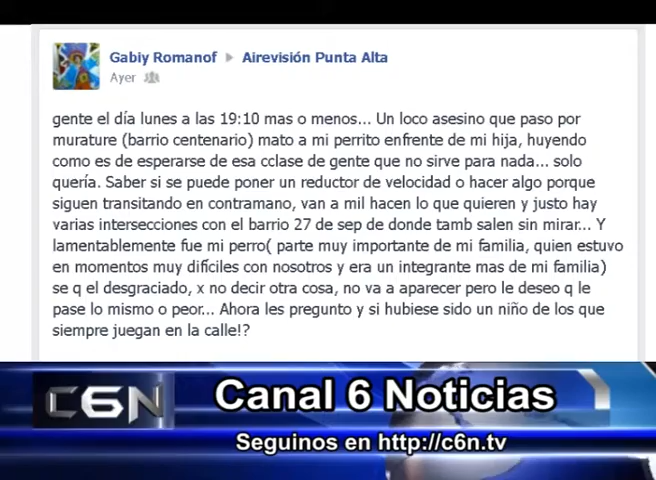 Gabiy Romanof ▶ Airevisión Punta Alta
Ayer
gente el día lunes a las 19:10 mas o menos... Un loco asesino que paso por
murature (barrio centenario) mato a mi perrito enfrente de mi hija, huyendo
como es de esperarse de esa cclase de gente que no sirve para nada... solo
quería. Saber si se puede poner un reductor de velocidad o hacer algo porque
siguen transitando en contramano, van a mil hacen lo que quieren y justo hay
varias intersecciones con el barrio 27 de sep de donde tamb salen sin mirar... Y
lamentablemente fue mi perro( parte muy importante de mi familia, quien estuvo
en momentos muy difíciles con nosotros y era un integrante mas de mi familia)
se q el desgraciado, x no decir otra cosa, no va a aparecer pero le deseo q le
pase lo mismo o peor... Ahora les pregunto y si hubiese sido un niño de los que
siempre juegan en la calle!?
C6N
Canal 6 Noticias
Seguinos en http://c6n.tv